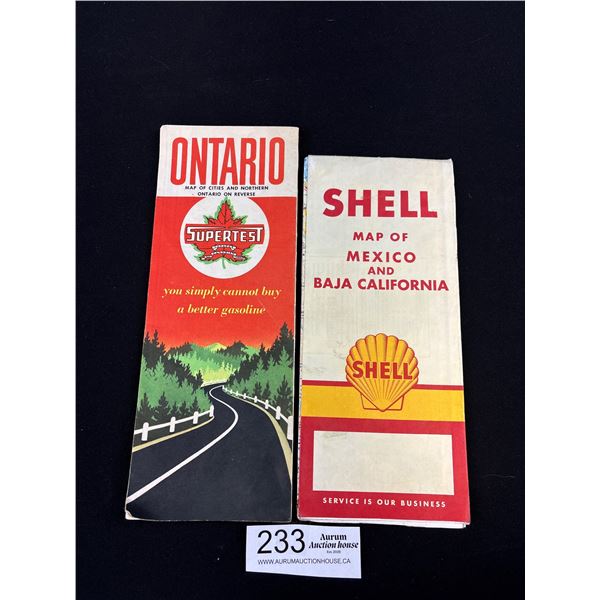 ONTARIO
MAP OF CITIES AND NORTHERN
ONTARIO ON REVERSE
SUPERTEST
you simply cannot buy
a better gasoline
SHELL
MAP OF
MEXICO
AND
BAJA CALIFORNIA
SHELL
SERVICE IS OUR BUSINESS
233
Aurum
Auction house
WWW.AURUMAUCTIONHOUSE.CA